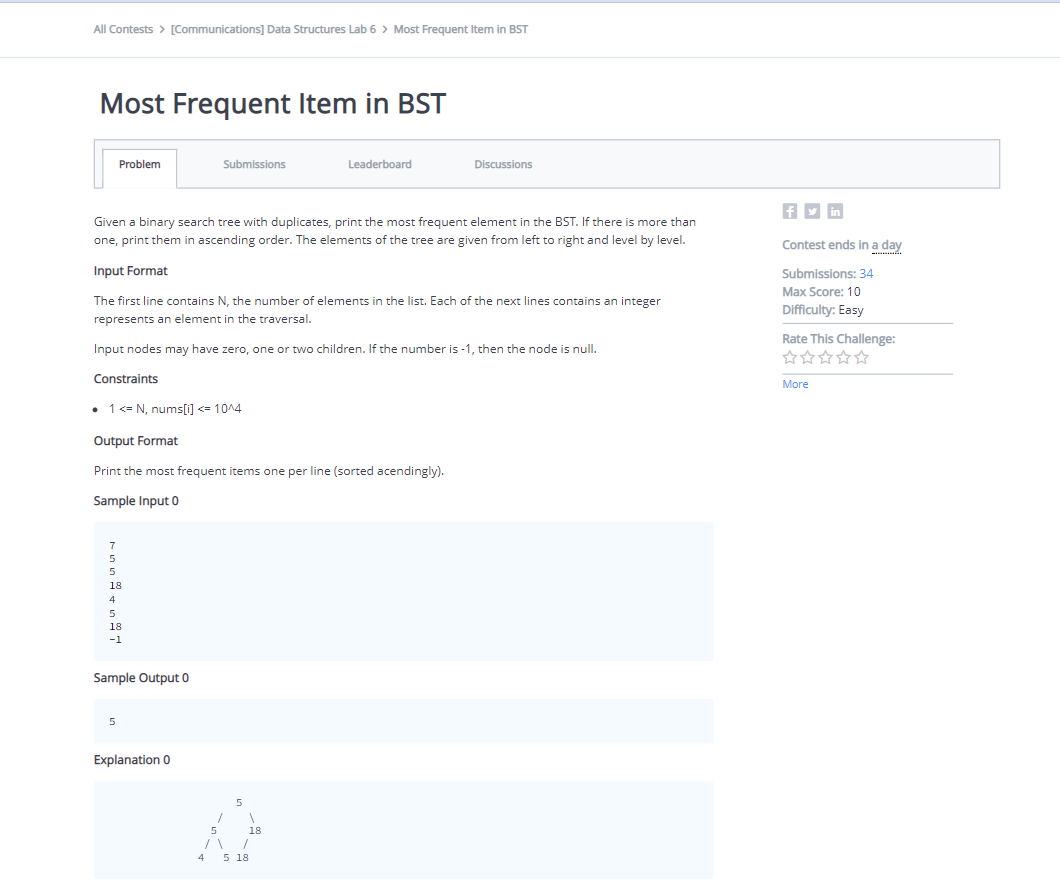 All Contests > [Communications] Data Structures Lab 6 > Most Frequent Item in BST
Most Frequent Item in BST
Problem Submissions Leaderboard Discussions
Given a binary search tree with duplicates, print the most frequent element in the BST. If there is more than
one, print them in ascending order. The elements of the tree are given from left to right and level by level.
Input Format
The first line contains N, the number of elements in the list. Each of the next lines contains an integer
represents an element in the traversal.
Input nodes may have zero, one or two children. If the number is -1, then the node is null.
Constraints
• 1 <= N, nums[i] <= 10^4
Output Format
Print the most frequent items one per line (sorted acendingly).
Sample Input 0
7
5
5
18
4
5
18
-1
Sample Output 0
5
Explanation 0
5
/ \
5 18
/ \ /
4 5 18
Contest ends in a day
Submissions: 34
Max Score: 10
Difficulty: Easy
Rate This Challenge:
More